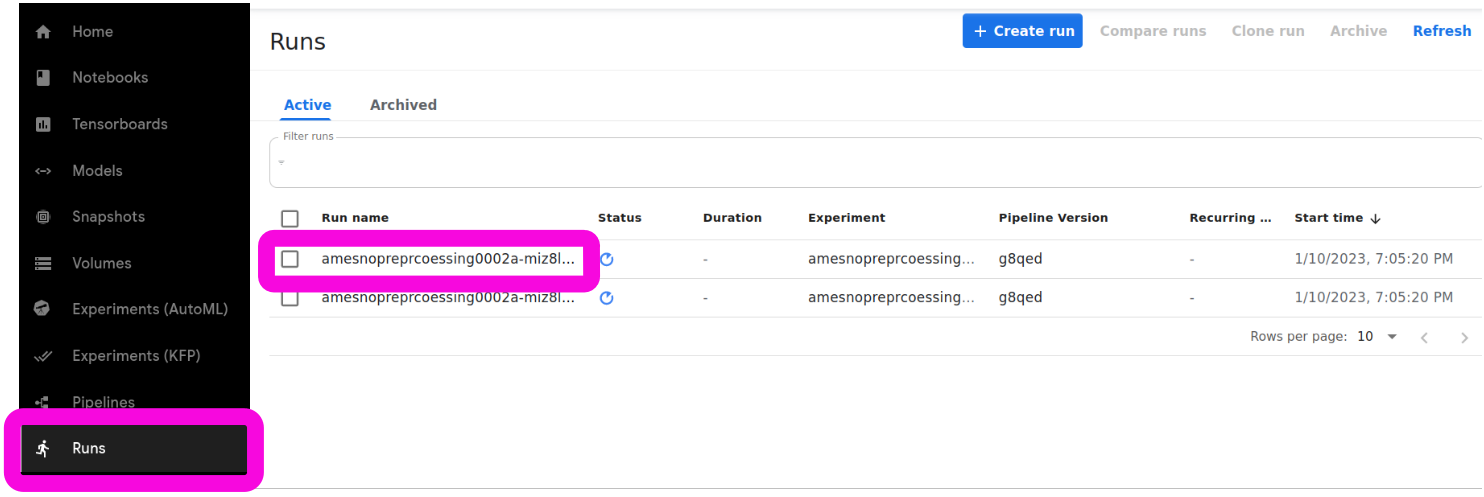 Home
Notebooks
Tensorboards
Models
Snapshots
Volumes
Experiments (AutoML)
Experiments (KFP)
Pipelines
Runs
Runs
+ Create run Compare runs Clone run Archive Refresh
Active Archived
Filter runs
Run name Status Duration Experiment Pipeline Version Recurring ... Start time
amesnopreprcoessing0002a-miz8l... - amesnopreprcoessing... g8qed - 1/10/2023, 7:05:20 PM
amesnopreprcoessing0002a-miz8l... - amesnopreprcoessing... g8qed - 1/10/2023, 7:05:20 PM
Rows per page: 10